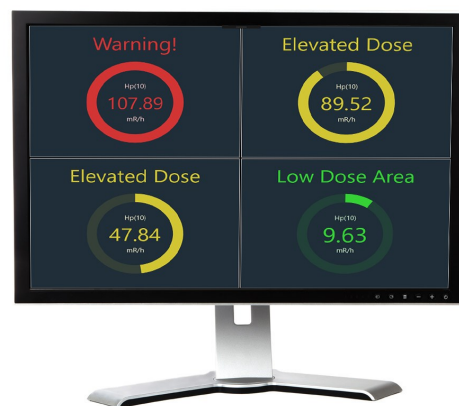 Warning!
Hp(10)
107.89
mR/h
Elevated Dose
Hp(10)
89.52
mR/h
Elevated Dose
Hp(10)
47.84
mR/h
Low Dose Area
Hp(10)
9.63
mR/h